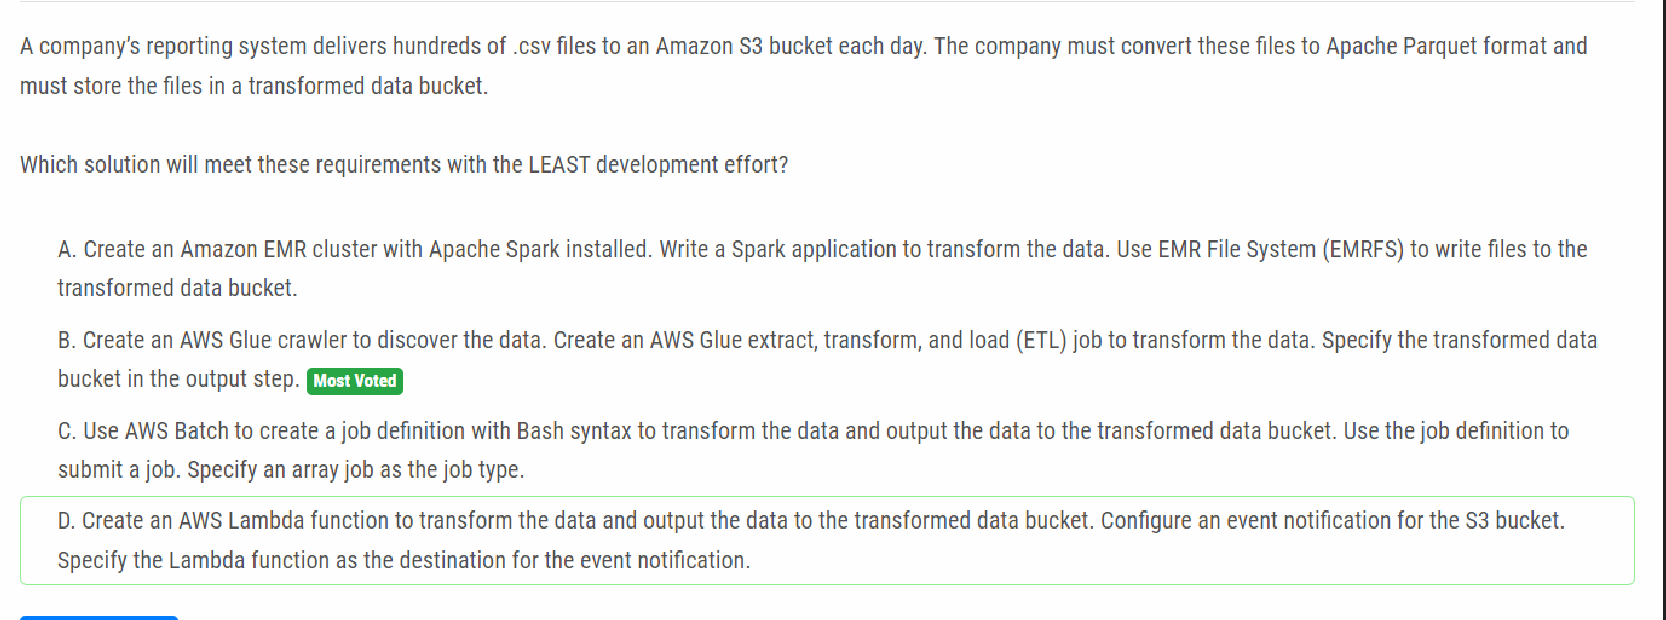 A company’s reporting system delivers hundreds of .csv files to an Amazon S3 bucket each day. The company must convert these files to Apache Parquet format and
must store the files in a transformed data bucket.
Which solution will meet these requirements with the LEAST development effort?
A. Create an Amazon EMR cluster with Apache Spark installed. Write a Spark application to transform the data. Use EMR File System (EMRFS) to write files to the
transformed data bucket.
B. Create an AWS Glue crawler to discover the data. Create an AWS Glue extract, transform, and load (ETL) job to transform the data. Specify the transformed data
bucket in the output step. Most Voted
C. Use AWS Batch to create a job definition with Bash syntax to transform the data and output the data to the transformed data bucket. Use the job definition to
submit a job. Specify an array job as the job type.
D. Create an AWS Lambda function to transform the data and output the data to the transformed data bucket. Configure an event notification for the S3 bucket.
Specify the Lambda function as the destination for the event notification.